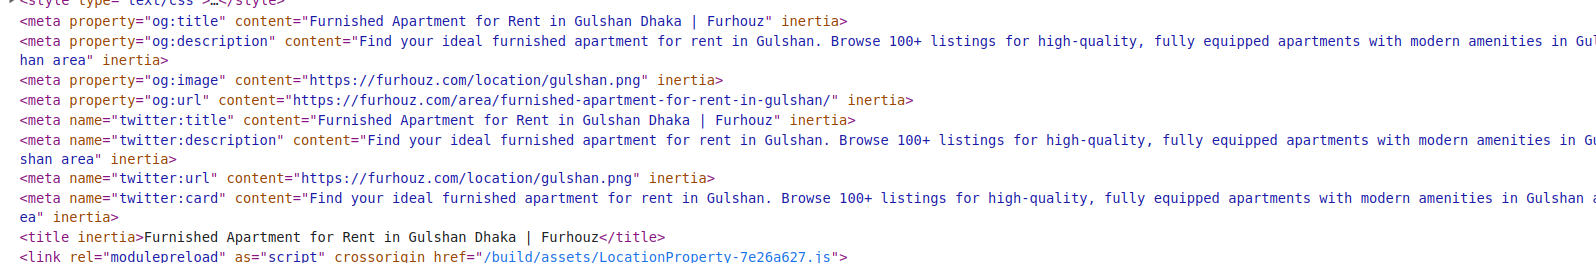 <style type="text/css">…</style>
<meta property="og:title" content="Furnished Apartment for Rent in Gulshan Dhaka | Furhouz" inertia>
<meta property="og:description" content="Find your ideal furnished apartment for rent in Gulshan. Browse 100+ listings for high-quality, fully equipped apartments with modern amenities in Gul
han area" inertia>
<meta property="og:image" content="https://furhouz.com/location/gulshan.png" inertia>
<meta property="og:url" content="https://furhouz.com/area/furnished-apartment-for-rent-in-gulshan/" inertia>
<meta name="twitter:title" content="Furnished Apartment for Rent in Gulshan Dhaka | Furhouz" inertia>
<meta name="twitter:description" content="Find your ideal furnished apartment for rent in Gulshan. Browse 100+ listings for high-quality, fully equipped apartments with modern amenities in Gu
shan area" inertia>
<meta name="twitter:url" content="https://furhouz.com/location/gulshan.png" inertia>
<meta name="twitter:card" content="Find your ideal furnished apartment for rent in Gulshan. Browse 100+ listings for high-quality, fully equipped apartments with modern amenities in Gulshan a
ea" inertia>
<title inertia>Furnished Apartment for Rent in Gulshan Dhaka | Furhouz</title>
<link rel="modulepreload" as="script" crossorigin href="/build/assets/LocationProperty-7e26a627.js">